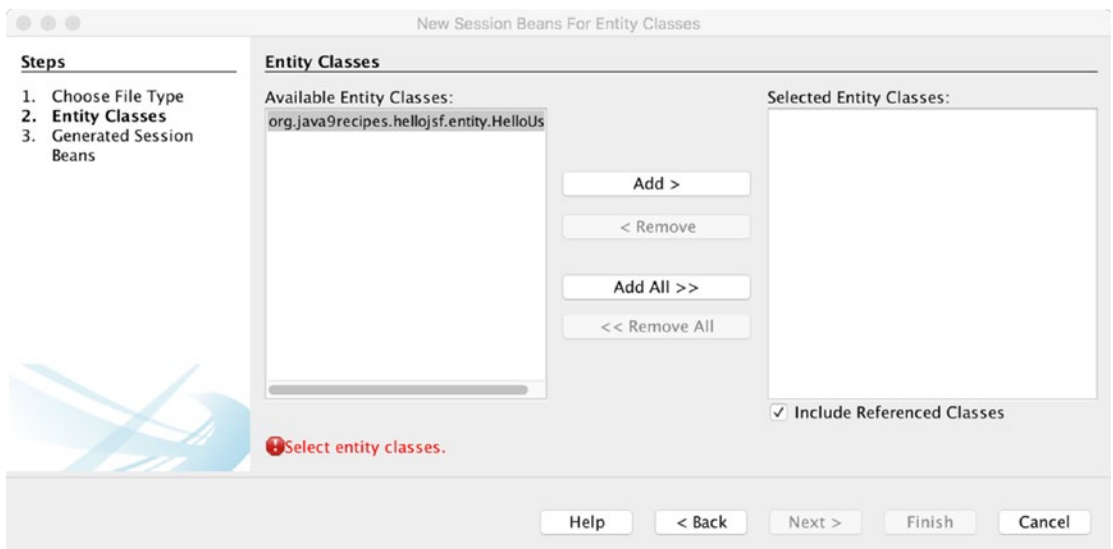 New Session Beans For Entity Classes
Steps
1. Choose File Type
2. Entity Classes
3. Generated Session
Beans
Entity Classes
Available Entity Classes:
org.java9recipes.hellojsf.entity.HelloUs
Add >
< Remove
Add All >>
<< Remove All
Selected Entity Classes:
Include Referenced Classes
Select entity classes.
Help
< Back
Next >
Finish
Cancel